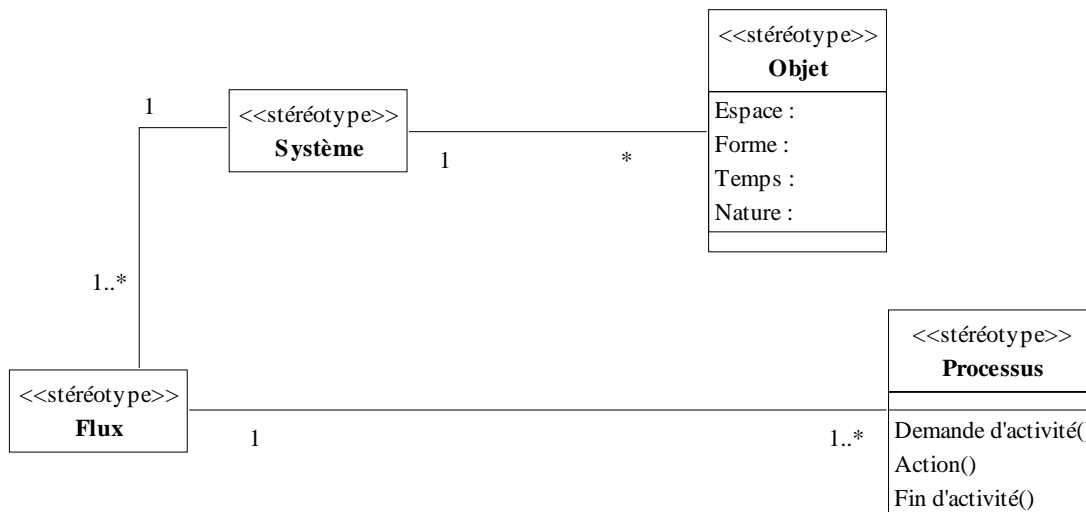 <<stéréotype>>
Objet
Espace :
Forme :
Temps :
Nature :
1
<<stéréotype>>
Système
1
*
1..*
<<stéréotype>>
Processus
Demande d'activité()
Action()
Fin d'activité()
<<stéréotype>>
Flux
1
1..*